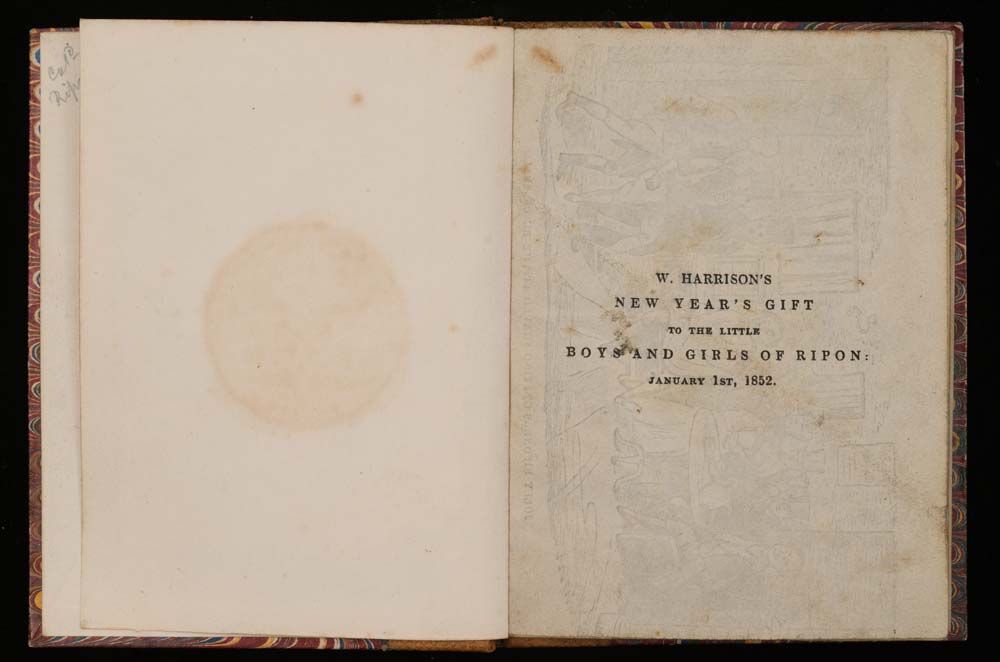 W. HARRISON'S
NEW YEAR'S GIFT
TO THE LITTLE
BOYS AND GIRLS OF RIPON:
JANUARY 1ST, 1852.